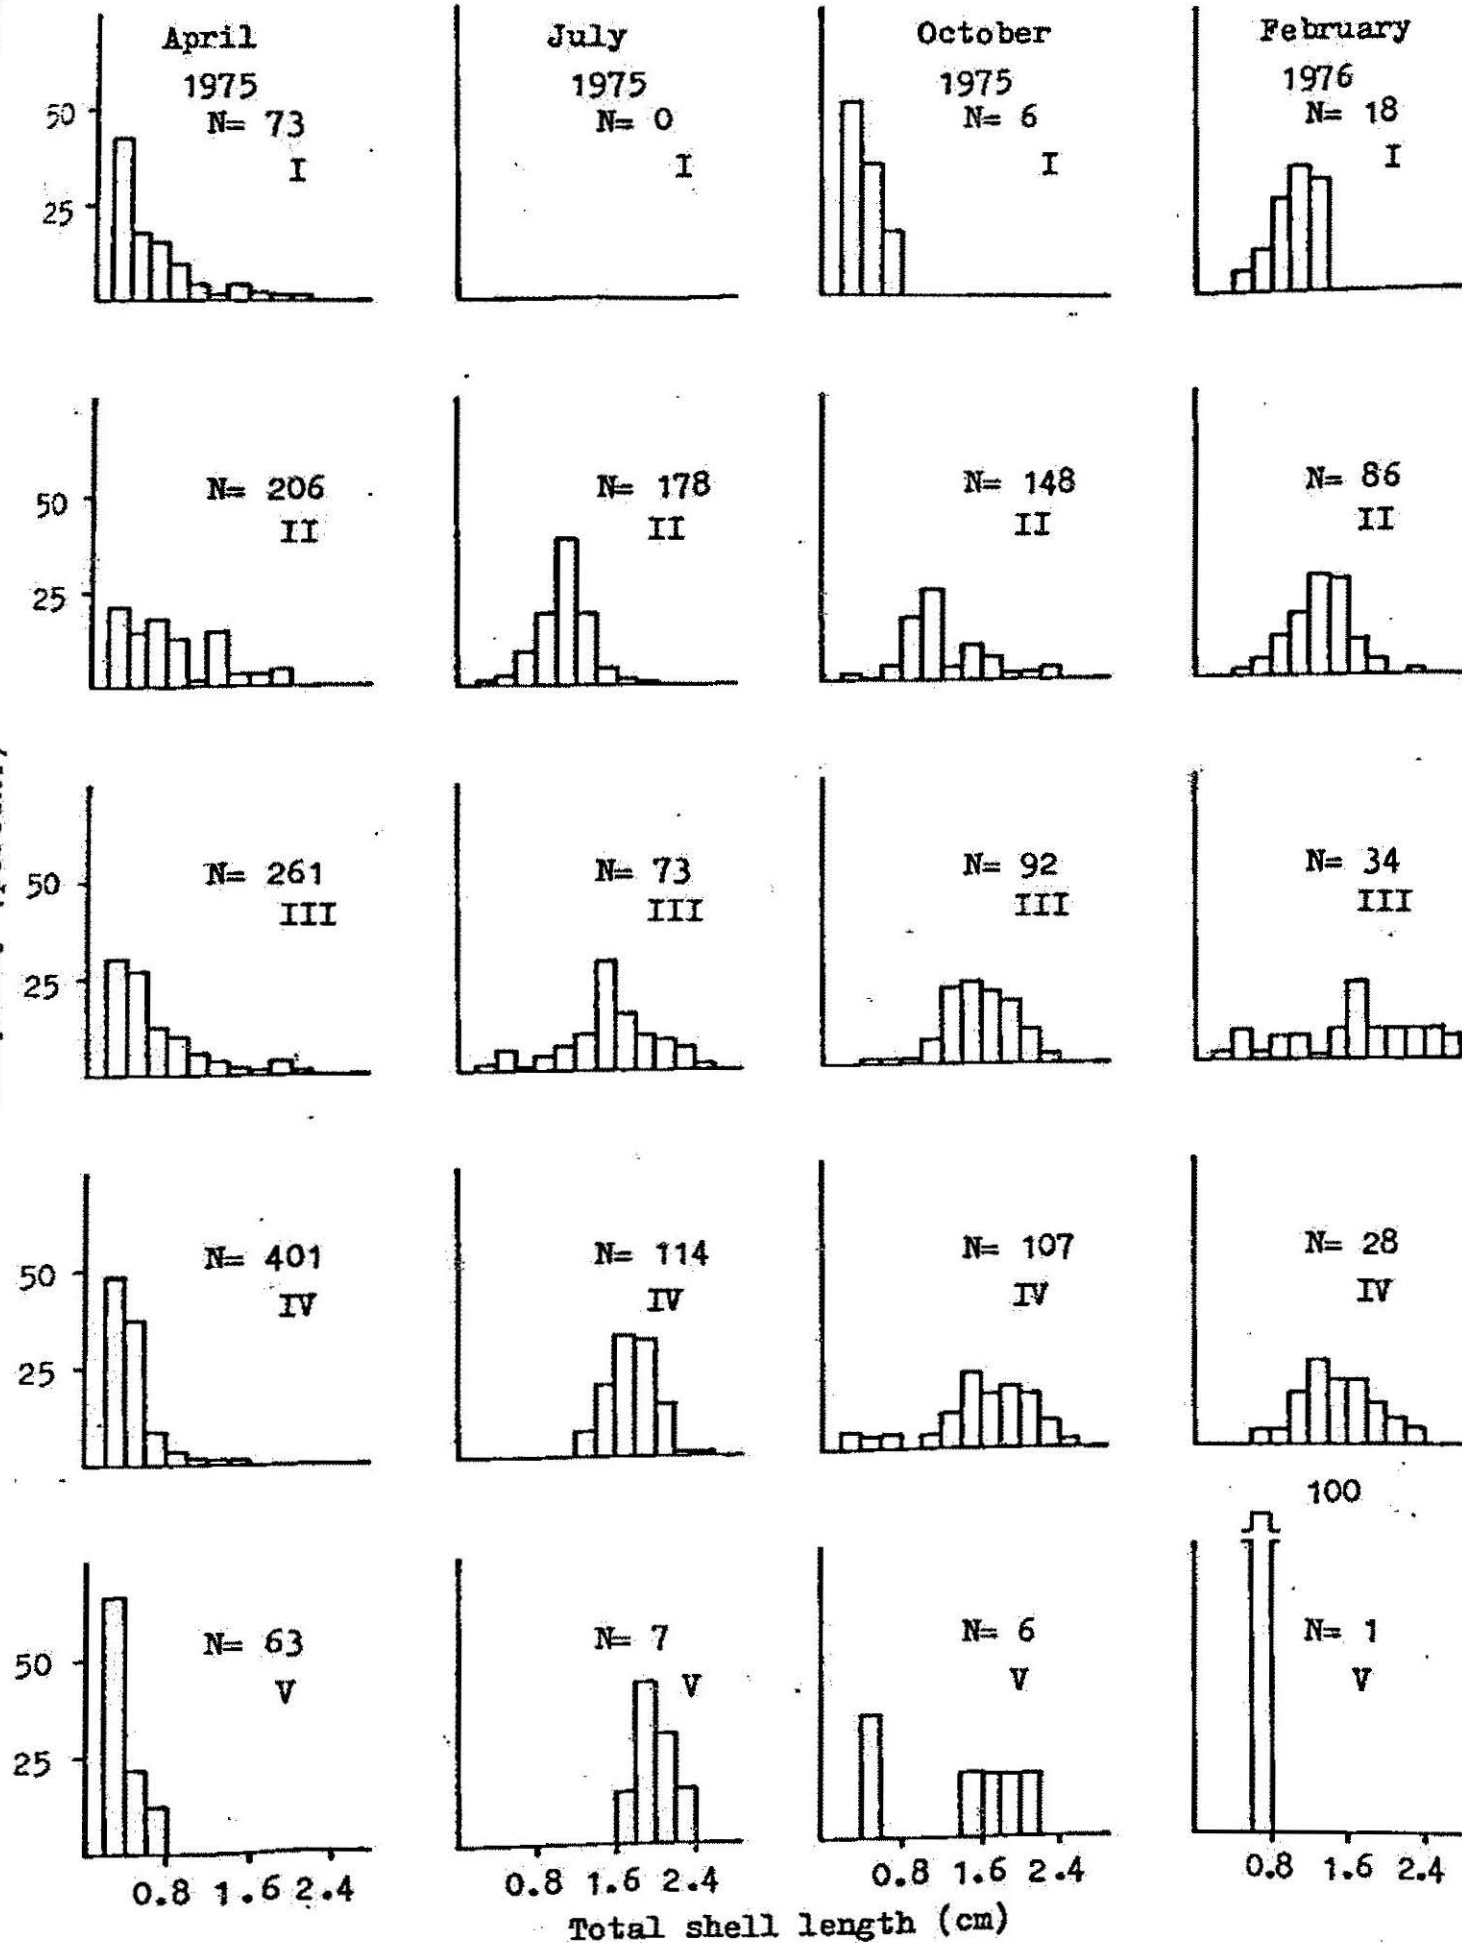 April July October February
1975 1975 1975 1976
50 N= 73 N= 0 N= 6 N= 18
I I I I
25
N= 206 N= 178 N= 148 N= 86
50 II II II II
25
N= 261 N= 73 N= 92 N= 34
50 III III III III
25
N= 401 N= 114 N= 107 N= 28
50 IV IV IV IV
25
100
N= 63 N= 7 N= 6 N= 1
50 V V V V
25
0.8 1.6 2.4 0.8 1.6 2.4 0.8 1.6 2.4 0.8 1.6 2.4
Total shell length (cm)